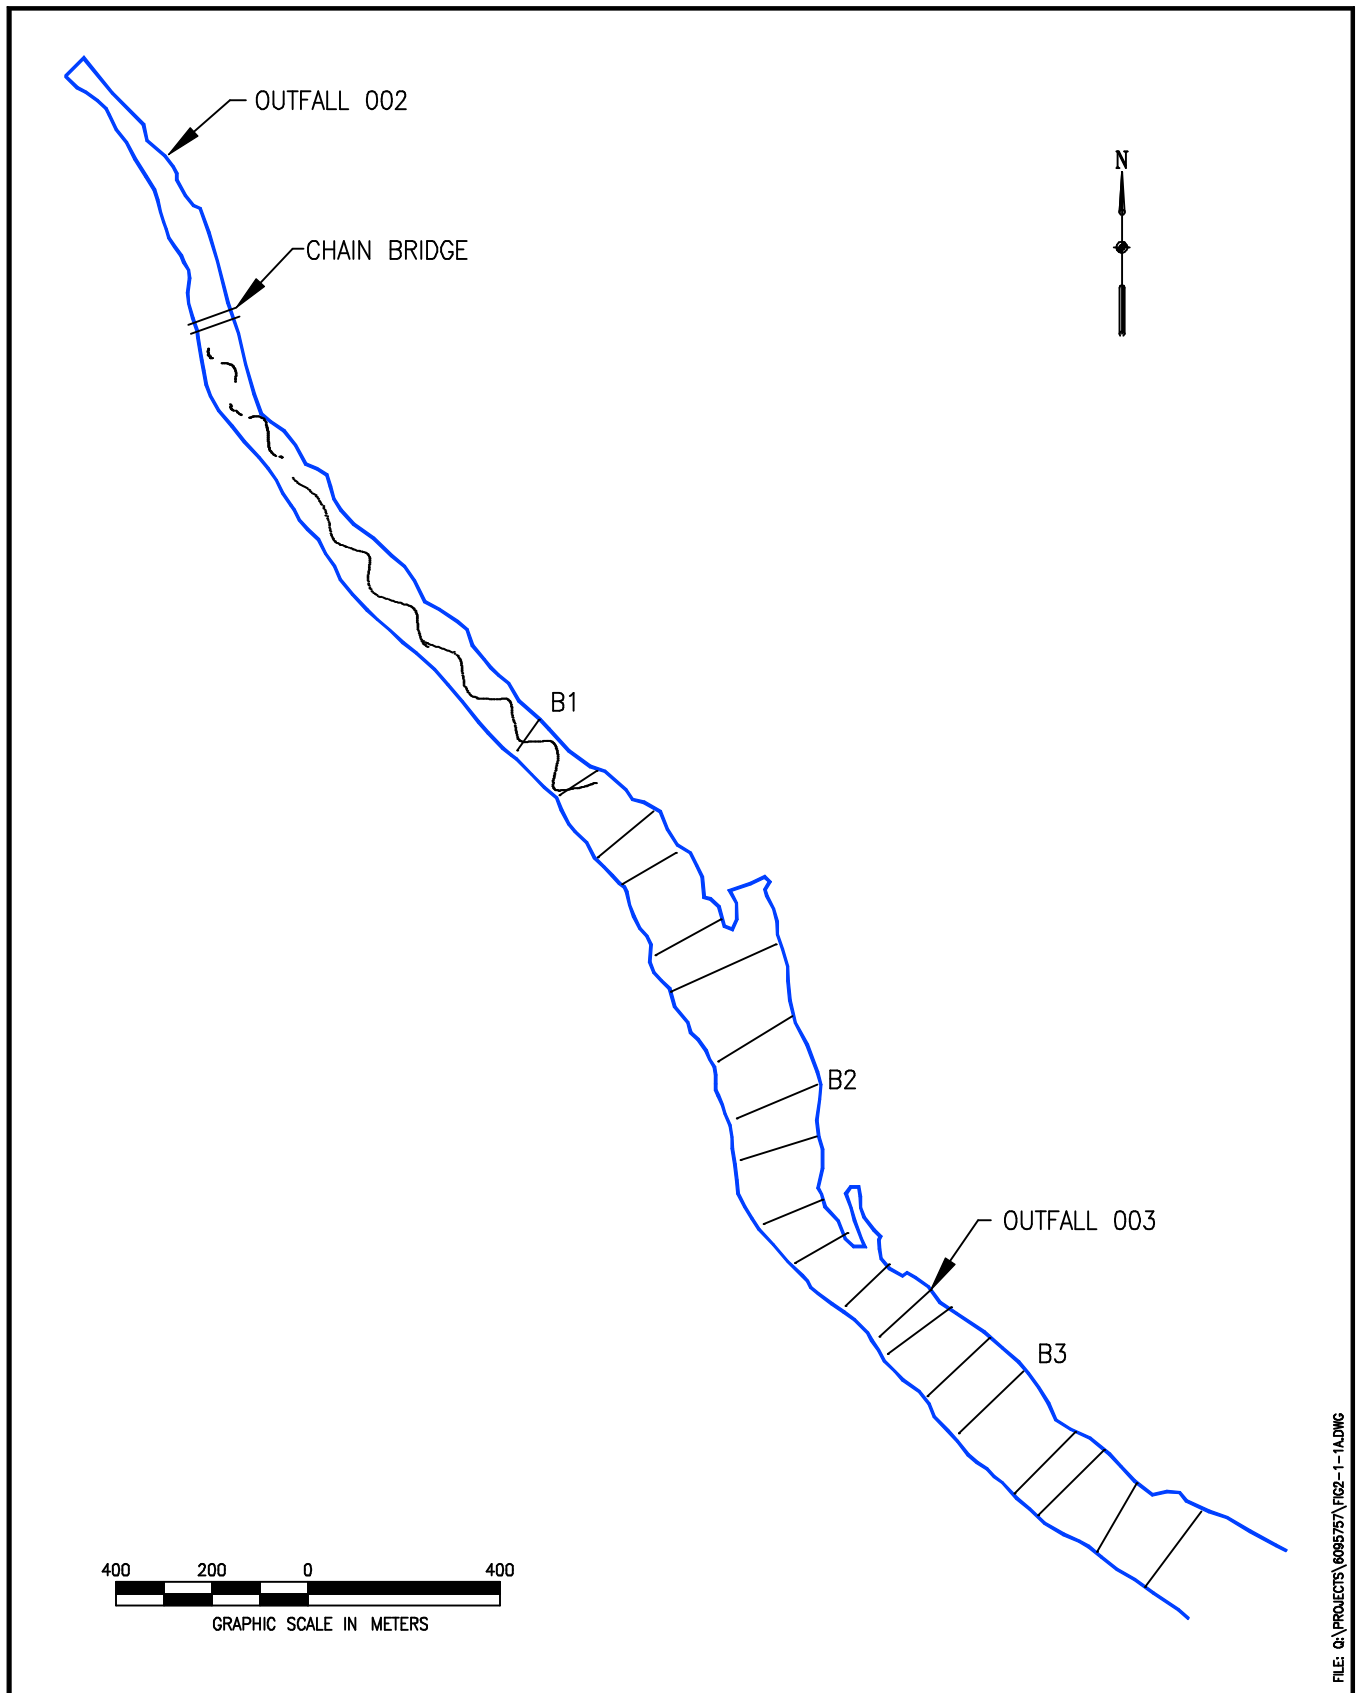 OUTFALL 002
N
CHAIN BRIDGE
B1
B2
OUTFALL 003
B3
400 200 0 400
GRAPHIC SCALE IN METERS
FILE: Q:\PROJECTS\6095757\FIG2-1-1A.DWG